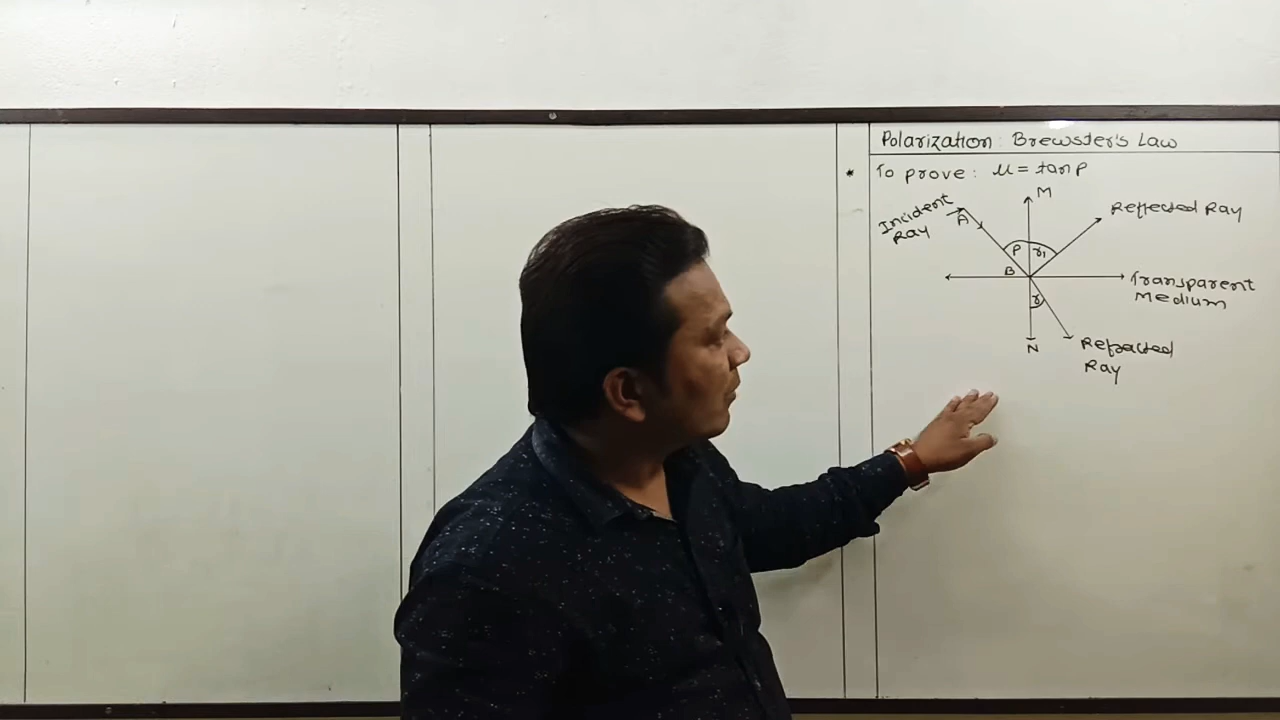 Polarization: Brewster's Law
* To prove: μ = tan p
M
Incident
Ray
A
Reflected Ray
P
r₁
B
Transparent
Medium
r
N
Refracted
Ray